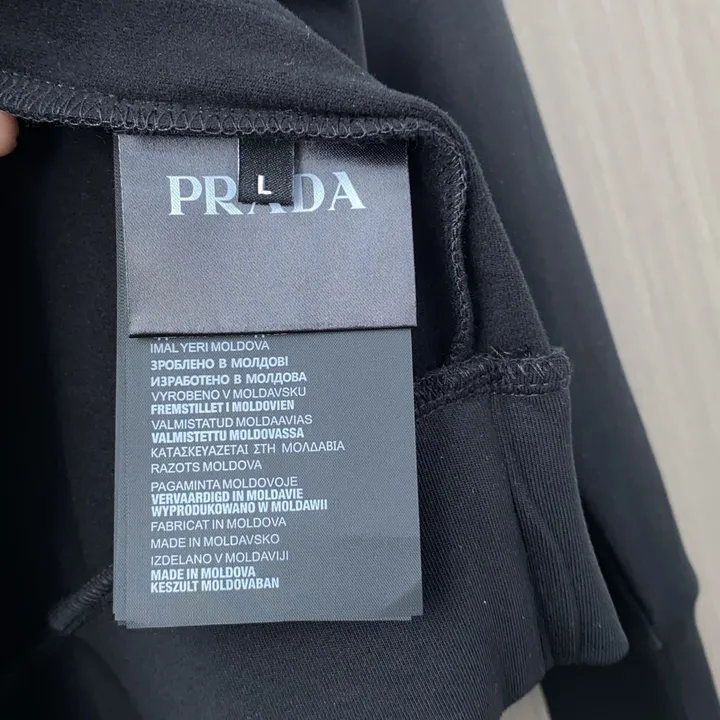 PRADA
L
IMAL YERI MOLDOVA
ЗРОБЛЕНО В МОЛДОВІ
ИЗРАБОТЕНО В МОЛДОВА
VYROBENO V MOLDAVSKU
FREMSTILLET I MOLDOVIEN
VALMISTATUD MOLDAAVIAS
VALMISTETTU MOLDOVASSA
ΚΑΤΑΣΚΕΥΑΖΕΤΑΙ ΣΤΗ ΜΟΛΔΑΒΙΑ
RAZOTS MOLDOVA
PAGAMINTA MOLDOVOJE
VERVAARDIGD IN MOLDAVIE
WYPRODUKOWANO W MOLDAWII
FABRICAT IN MOLDOVA
MADE IN MOLDAVSKO
IZDELANO V MOLDAVIJI
MADE IN MOLDOVA
KESZULT MOLDOVABAN